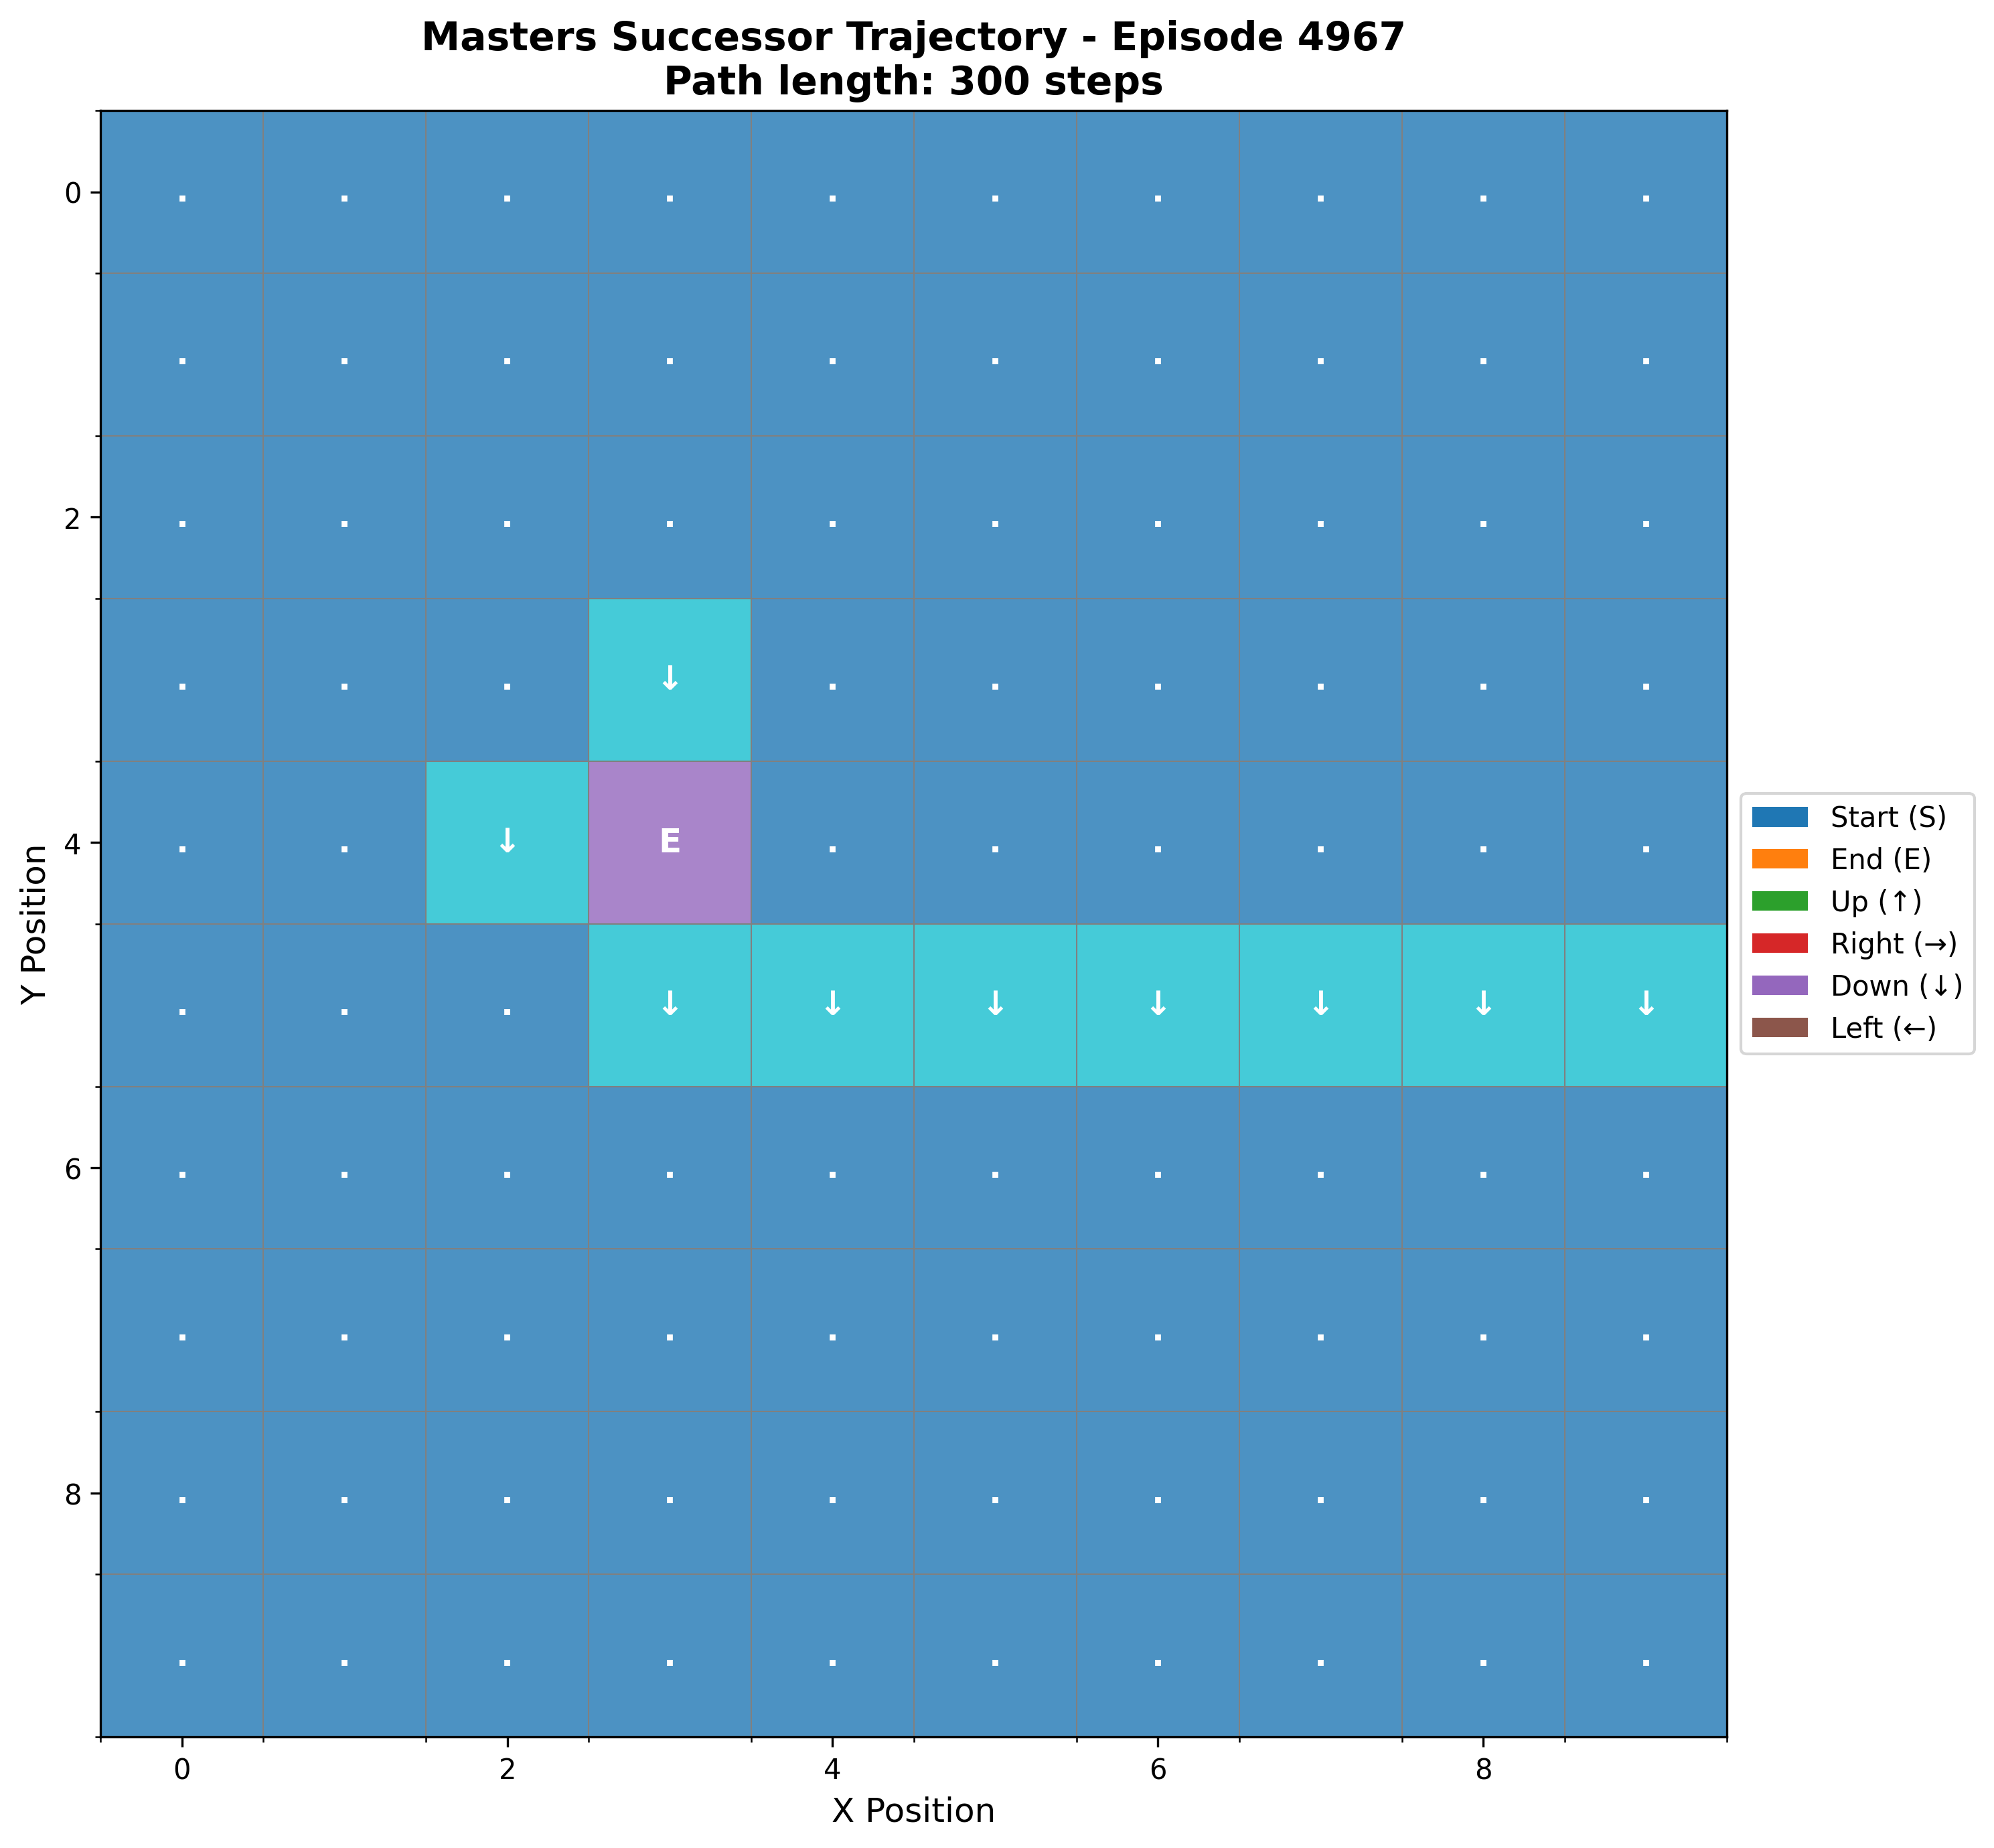 Masters Successor Trajectory - Episode 4967
Path length: 300 steps
0
. . . . . . . . . .
. . . . . . . . . .
2
. . . . . . . . . .
. . . ↓ . . . . . .
4
. . ↓ E . . . . . .
. . . ↓ ↓ ↓ ↓ ↓ ↓ ↓
6
. . . . . . . . . .
. . . . . . . . . .
8
. . . . . . . . . .
. . . . . . . . . .
0 2 4 6 8
X Position
Y Position
Start (S)
End (E)
Up (↑)
Right (→)
Down (↓)
Left (←)